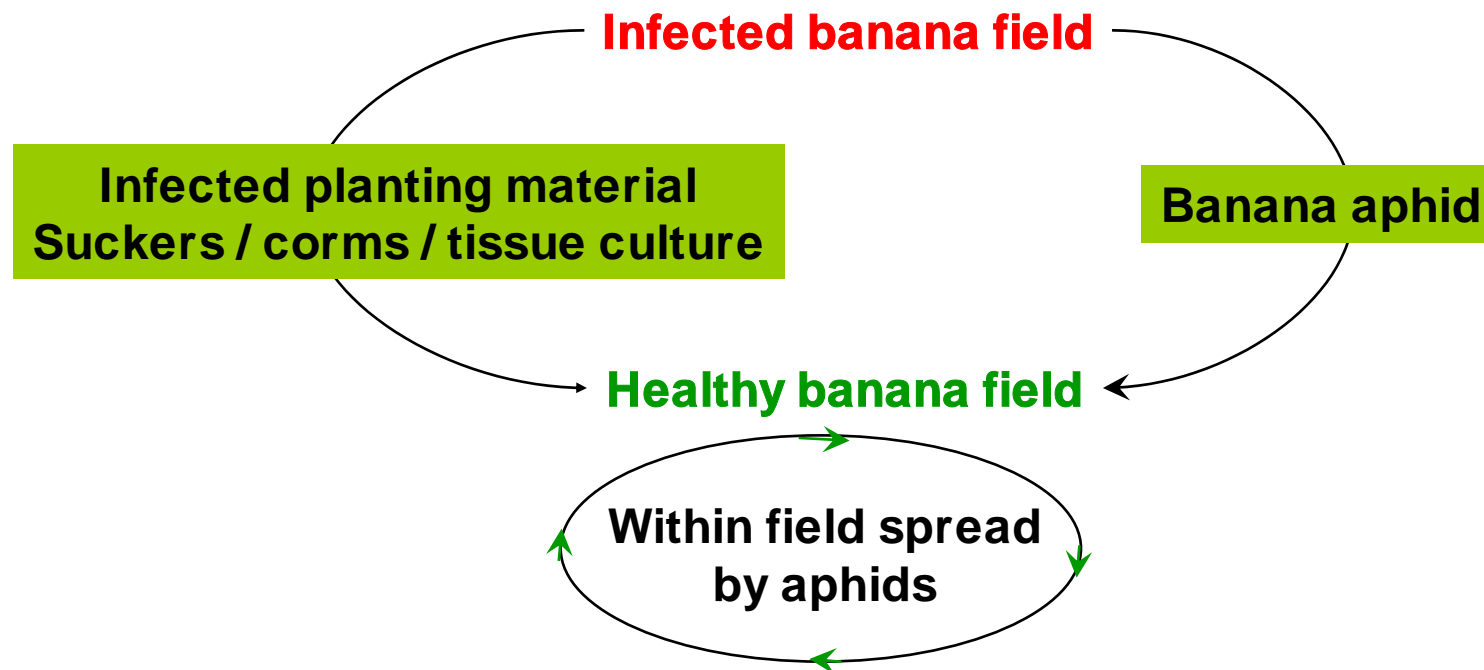 Infected banana field
Infected planting material
Suckers / corms / tissue culture
Banana aphid
Healthy banana field
Within field spread
by aphids